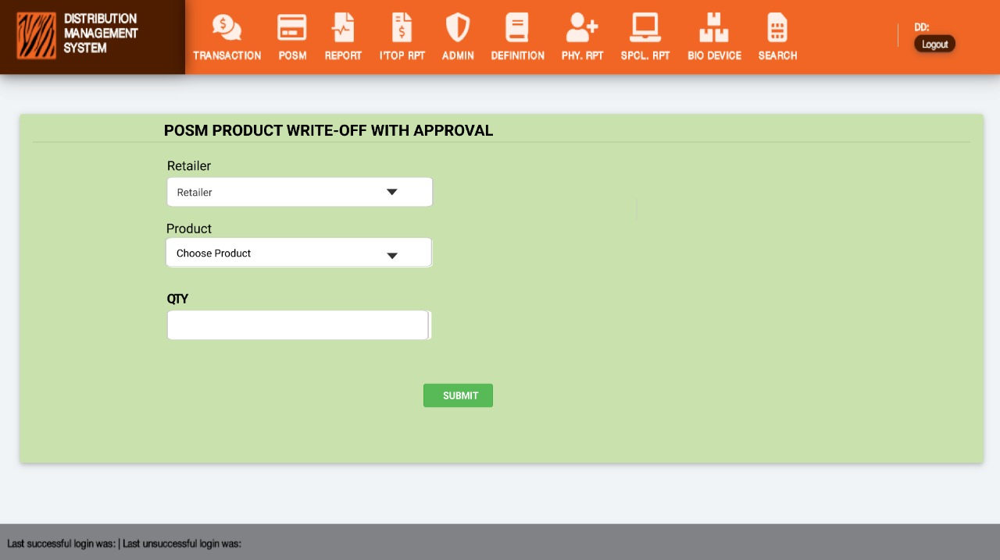 DISTRIBUTION
MANAGEMENT
SYSTEM
TRANSACTION POSM REPORT I'TOP RPT ADMIN DEFINITION PHY. RPT SPCL. RPT BIO DEVICE SEARCH
DD:
Logout
POSM PRODUCT WRITE-OFF WITH APPROVAL
Retailer
Retailer
Product
Choose Product
QTY
SUBMIT
Last successful login was: | Last unsuccessful login was: